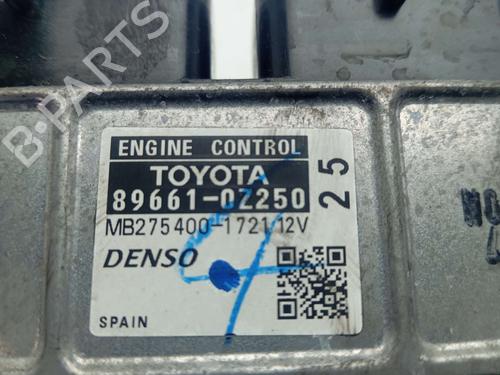 B-PARTS
ENGINE CONTROL
TOYOTA
89661-0Z250
25
MB275400-1721 12V
DENSO
SPAIN